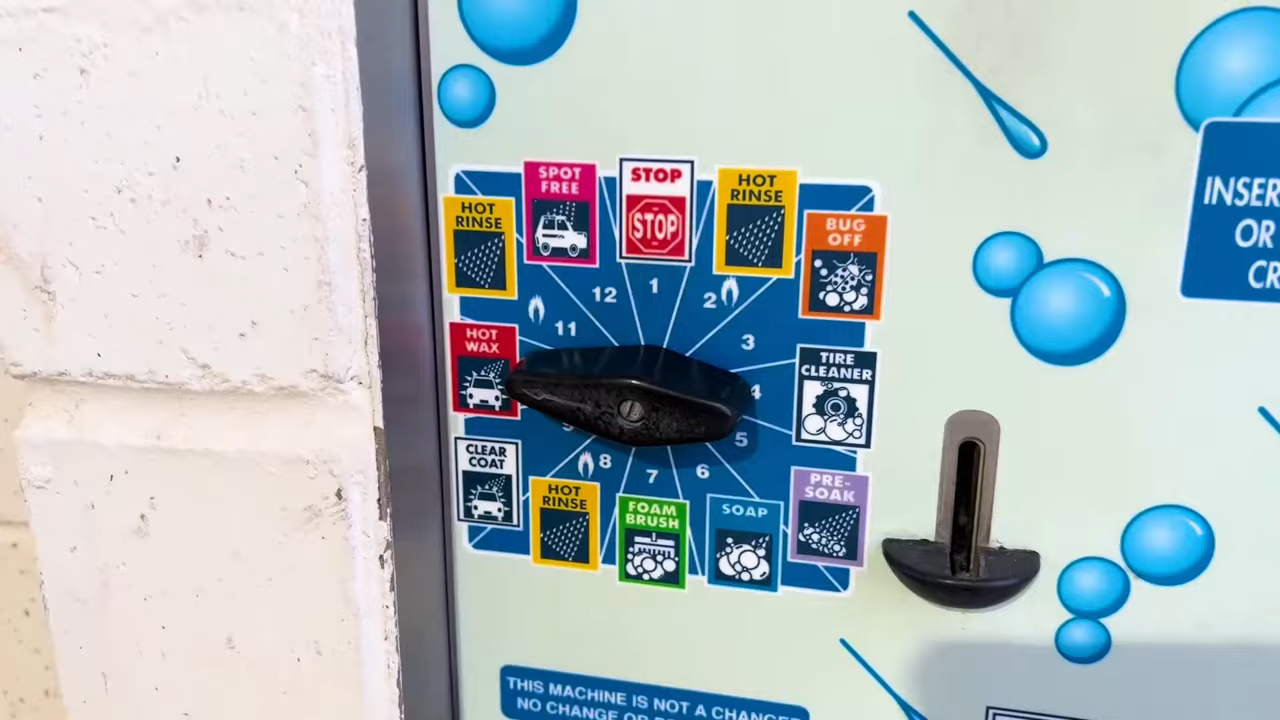 SPOT
FREE
STOP
STOP
HOT
RINSE
HOT
RINSE
BUG
OFF
12
1
2
11
3
HOT
WAX
TIRE
CLEANER
4
9
5
CLEAR
COAT
8
7
6
HOT
RINSE
FOAM
BRUSH
SOAP
PRE-
SOAK
INSER
OR
CR
THIS MACHINE IS NOT A CHANGER
NO CHANGE OR